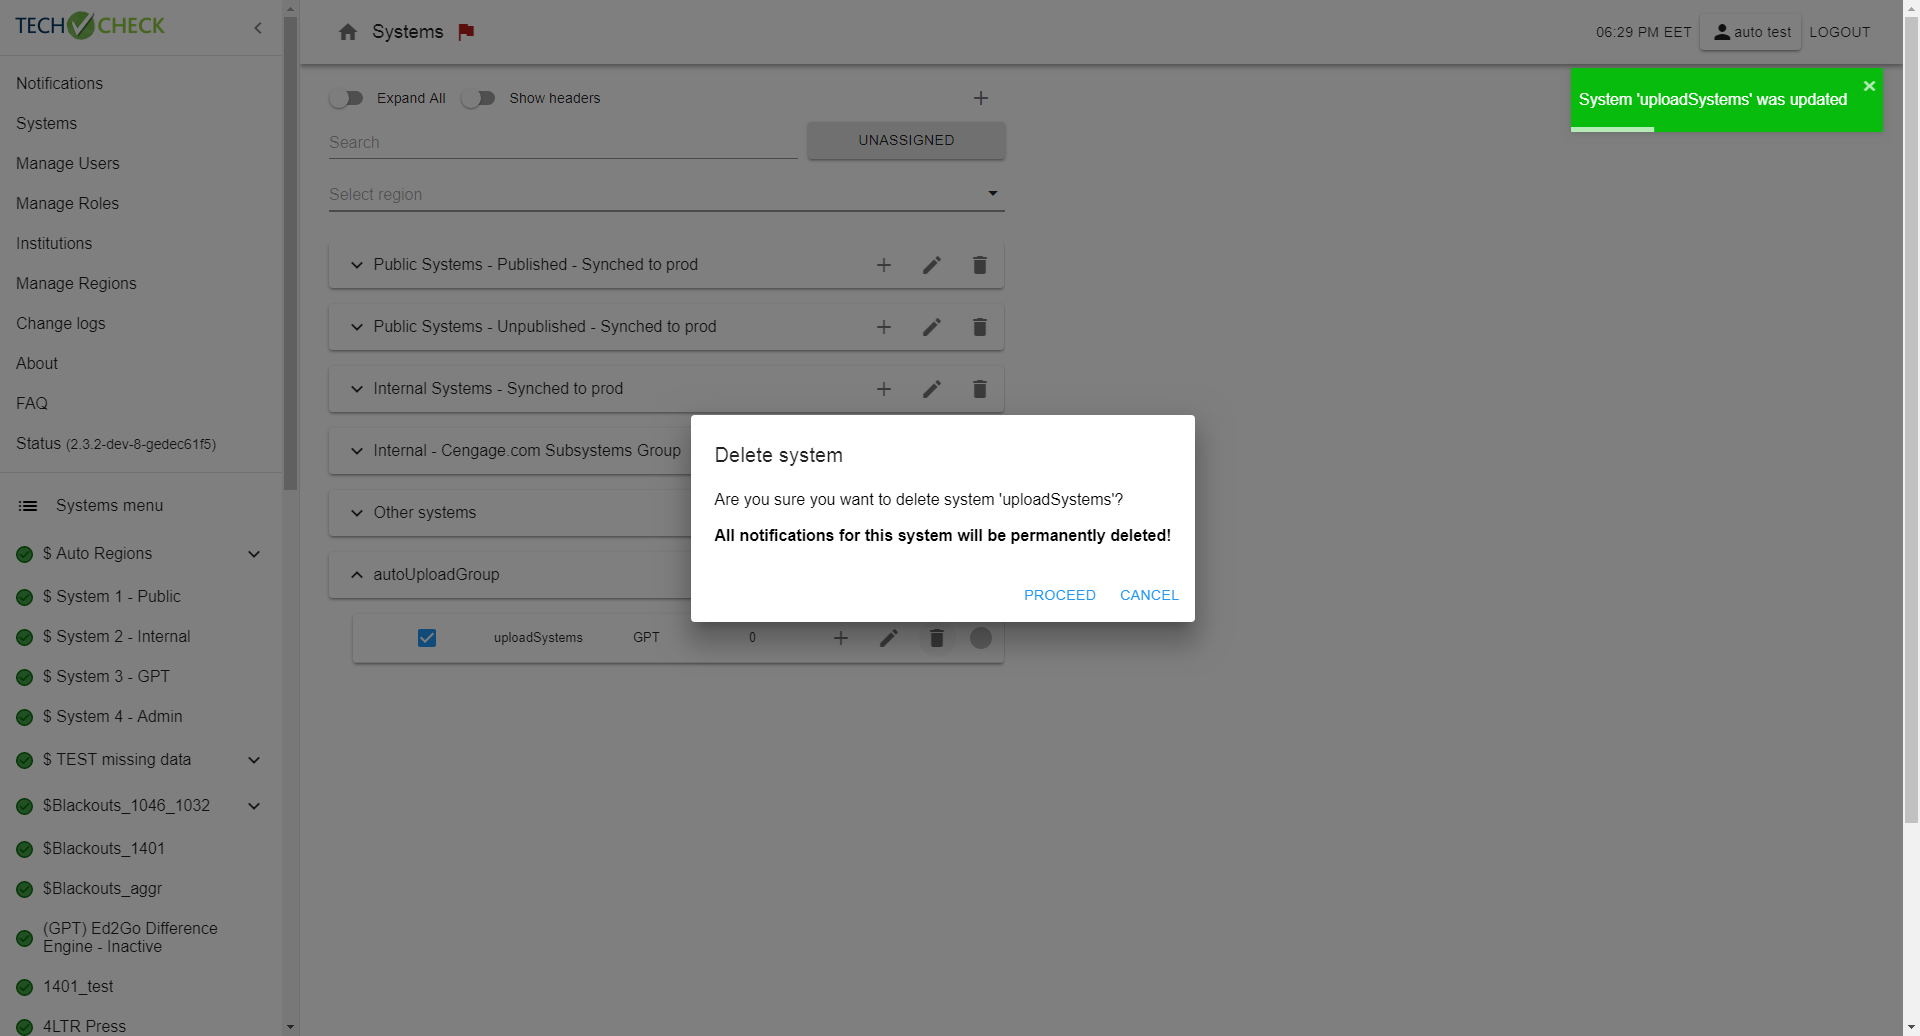 TECH CHECK
Notifications
Systems
Manage Users
Manage Roles
Institutions
Manage Regions
Change logs
About
FAQ
Status (2.3.2-dev-8-gedec61f5)
Systems menu
$ Auto Regions
$ System 1 - Public
$ System 2 - Internal
$ System 3 - GPT
$ System 4 - Admin
$ TEST missing data
$Blackouts_1046_1032
$Blackouts_1401
$Blackouts_aggr
(GPT) Ed2Go Difference
Engine - Inactive
1401_test
4LTR Press
Systems
06:29 PM EET
auto test
LOGOUT
System 'uploadSystems' was updated
Expand All
Show headers
Search
UNASSIGNED
Select region
Public Systems - Published - Synched to prod
Public Systems - Unpublished - Synched to prod
Internal Systems - Synched to prod
Internal - Cengage.com Subsystems Group
Other systems
autoUploadGroup
uploadSystems GPT 0
Delete system
Are you sure you want to delete system 'uploadSystems'?
All notifications for this system will be permanently deleted!
PROCEED CANCEL